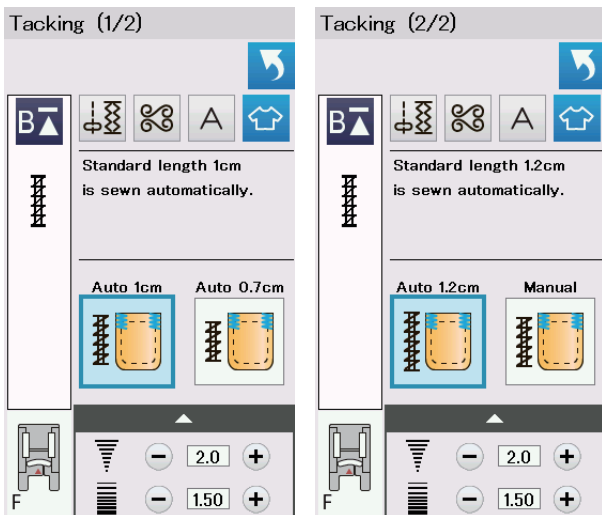 Tacking (1/2)
B
A
Standard length 1cm
is sewn automatically.
Auto 1cm Auto 0.7cm
2.0
F
1.50
Tacking (2/2)
B
A
Standard length 1.2cm
is sewn automatically.
Auto 1.2cm Manual
2.0
F
1.50